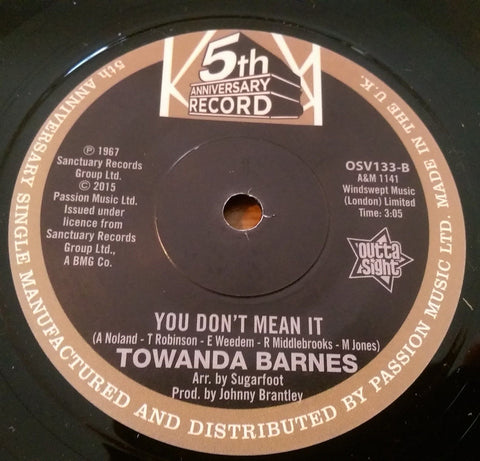 5th
ANNIVERSARY
RECORD
℗ 1967
Sanctuary Records
Group Ltd.
© 2015
Passion Music Ltd.
Issued under
licence from
Sanctuary Records
Group Ltd.,
A BMG Co.
OSV133-B
A&M 1141
Windswept Music
(London) Limited
Time: 3:05
outta
sight
YOU DON'T MEAN IT
(A Noland - T Robinson - E Weedem - R Middlebrooks - M Jones)
TOWANDA BARNES
Arr. by Sugarfoot
Prod. by Johnny Brantley
5th ANNIVERSARY SINGLE MANUFACTURED AND DISTRIBUTED BY PASSION MUSIC LTD. MADE IN THE U.K.